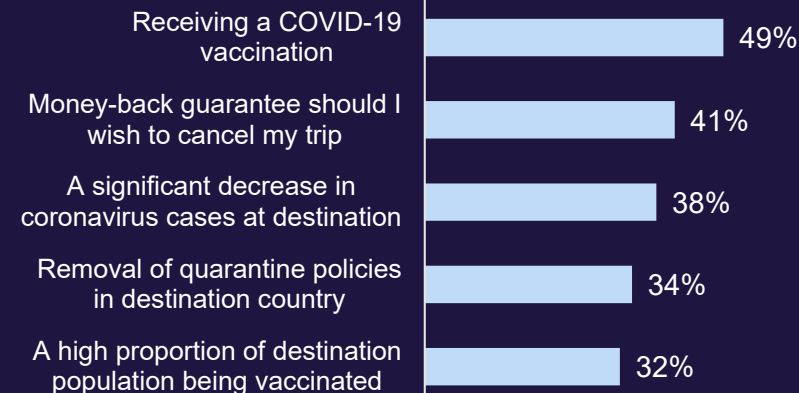 Receiving a COVID-19
vaccination
49%
Money-back guarantee should I
wish to cancel my trip
41%
A significant decrease in
coronavirus cases at destination
38%
Removal of quarantine policies
in destination country
34%
A high proportion of destination
population being vaccinated
32%